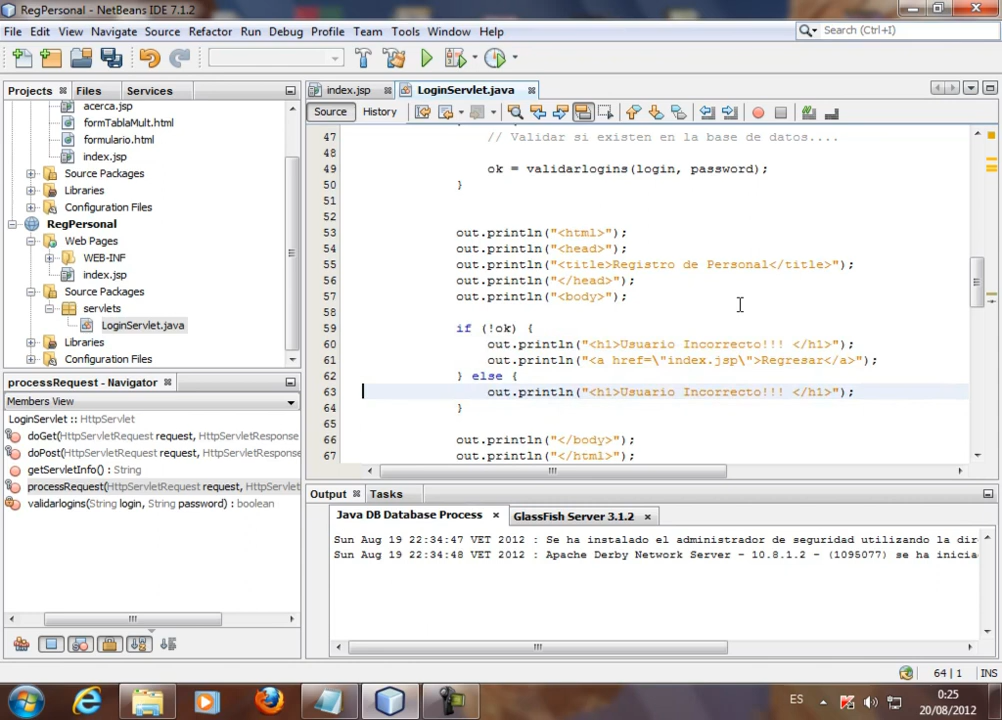 RegPersonal - NetBeans IDE 7.1.2
File Edit View Navigate Source Refactor Run Debug Profile Team Tools Window Help
Search (Ctrl+I)
Projects Files Services
acerca.jsp
formTablaMult.html
formulario.html
index.jsp
Source Packages
Libraries
Configuration Files
RegPersonal
Web Pages
WEB-INF
index.jsp
Source Packages
servlets
LoginServlet.java
Libraries
Configuration Files
processRequest - Navigator
Members View
LoginServlet :: HttpServlet
doGet(HttpServletRequest request, HttpServletResponse
doPost(HttpServletRequest request, HttpServletRespons
getServletInfo() : String
processRequest(HttpServletRequest request, HttpServlet
validarlogins(String login, String password) : boolean
index.jsp LoginServlet.java
Source History
47 // Validar si existen en la base de datos....
48
49 ok = validarlogins(login, password);
50 }
51
52
53 out.println("<html>");
54 out.println("<head>");
55 out.println("<title>Registro de Personal</title>");
56 out.println("</head>");
57 out.println("<body>");
58
59 if (!ok) {
60 out.println("<h1>Usuario Incorrecto!!! </h1>");
61 out.println("<a href=\"index.jsp\">Regresar</a>");
62 } else {
63 out.println("<h1>Usuario Incorrecto!!! </h1>");
64 }
65
66 out.println("</body>");
67 out.println("</html>");
Output Tasks
Java DB Database Process GlassFish Server 3.1.2
Sun Aug 19 22:34:47 VET 2012 : Se ha instalado el administrador de seguridad utilizando la dir
Sun Aug 19 22:34:48 VET 2012 : Apache Derby Network Server - 10.8.1.2 - (1095077) se ha inicia
64 | 1 INS
ES
0:25
20/08/2012